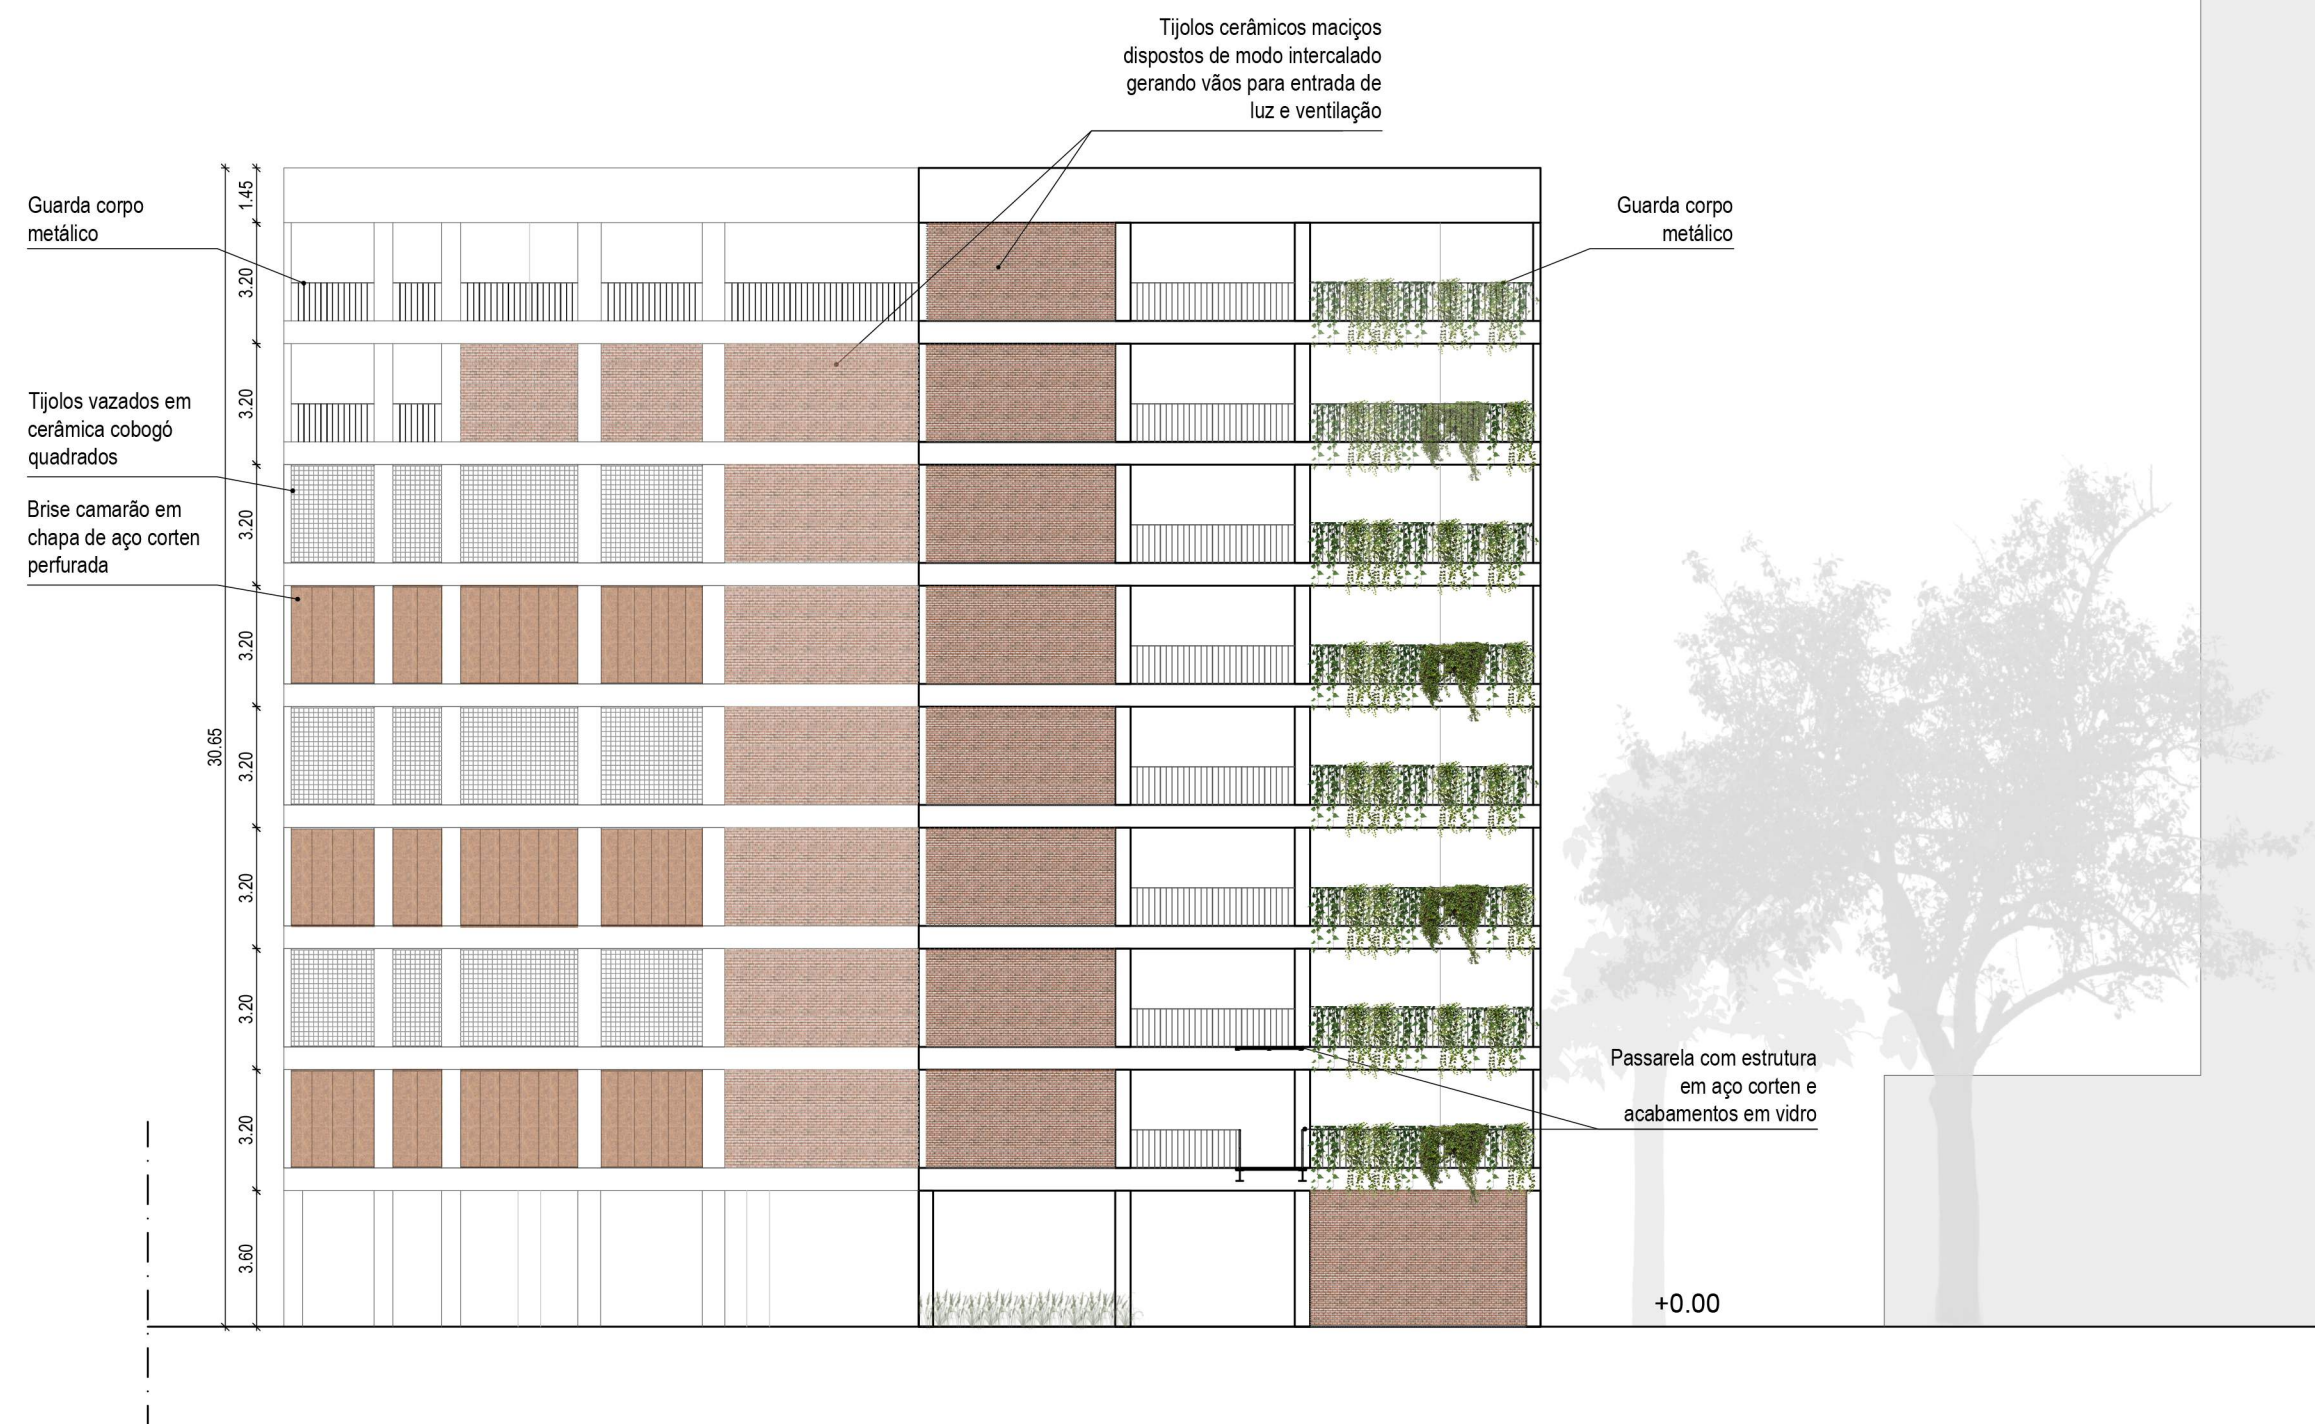 Tijolos cerâmicos maciços
dispostos de modo intercalado
gerando vãos para entrada de
luz e ventilação
Guarda corpo
metálico
Guarda corpo
metálico
Tijolos vazados em
cerâmica cobogó
quadrados
Brise camarão em
chapa de aço corten
perfurada
1.45
3.20
3.20
3.20
3.20
3.20
3.20
3.20
3.20
3.60
30.65
Passarela com estrutura
em aço corten e
acabamentos em vidro
+0.00